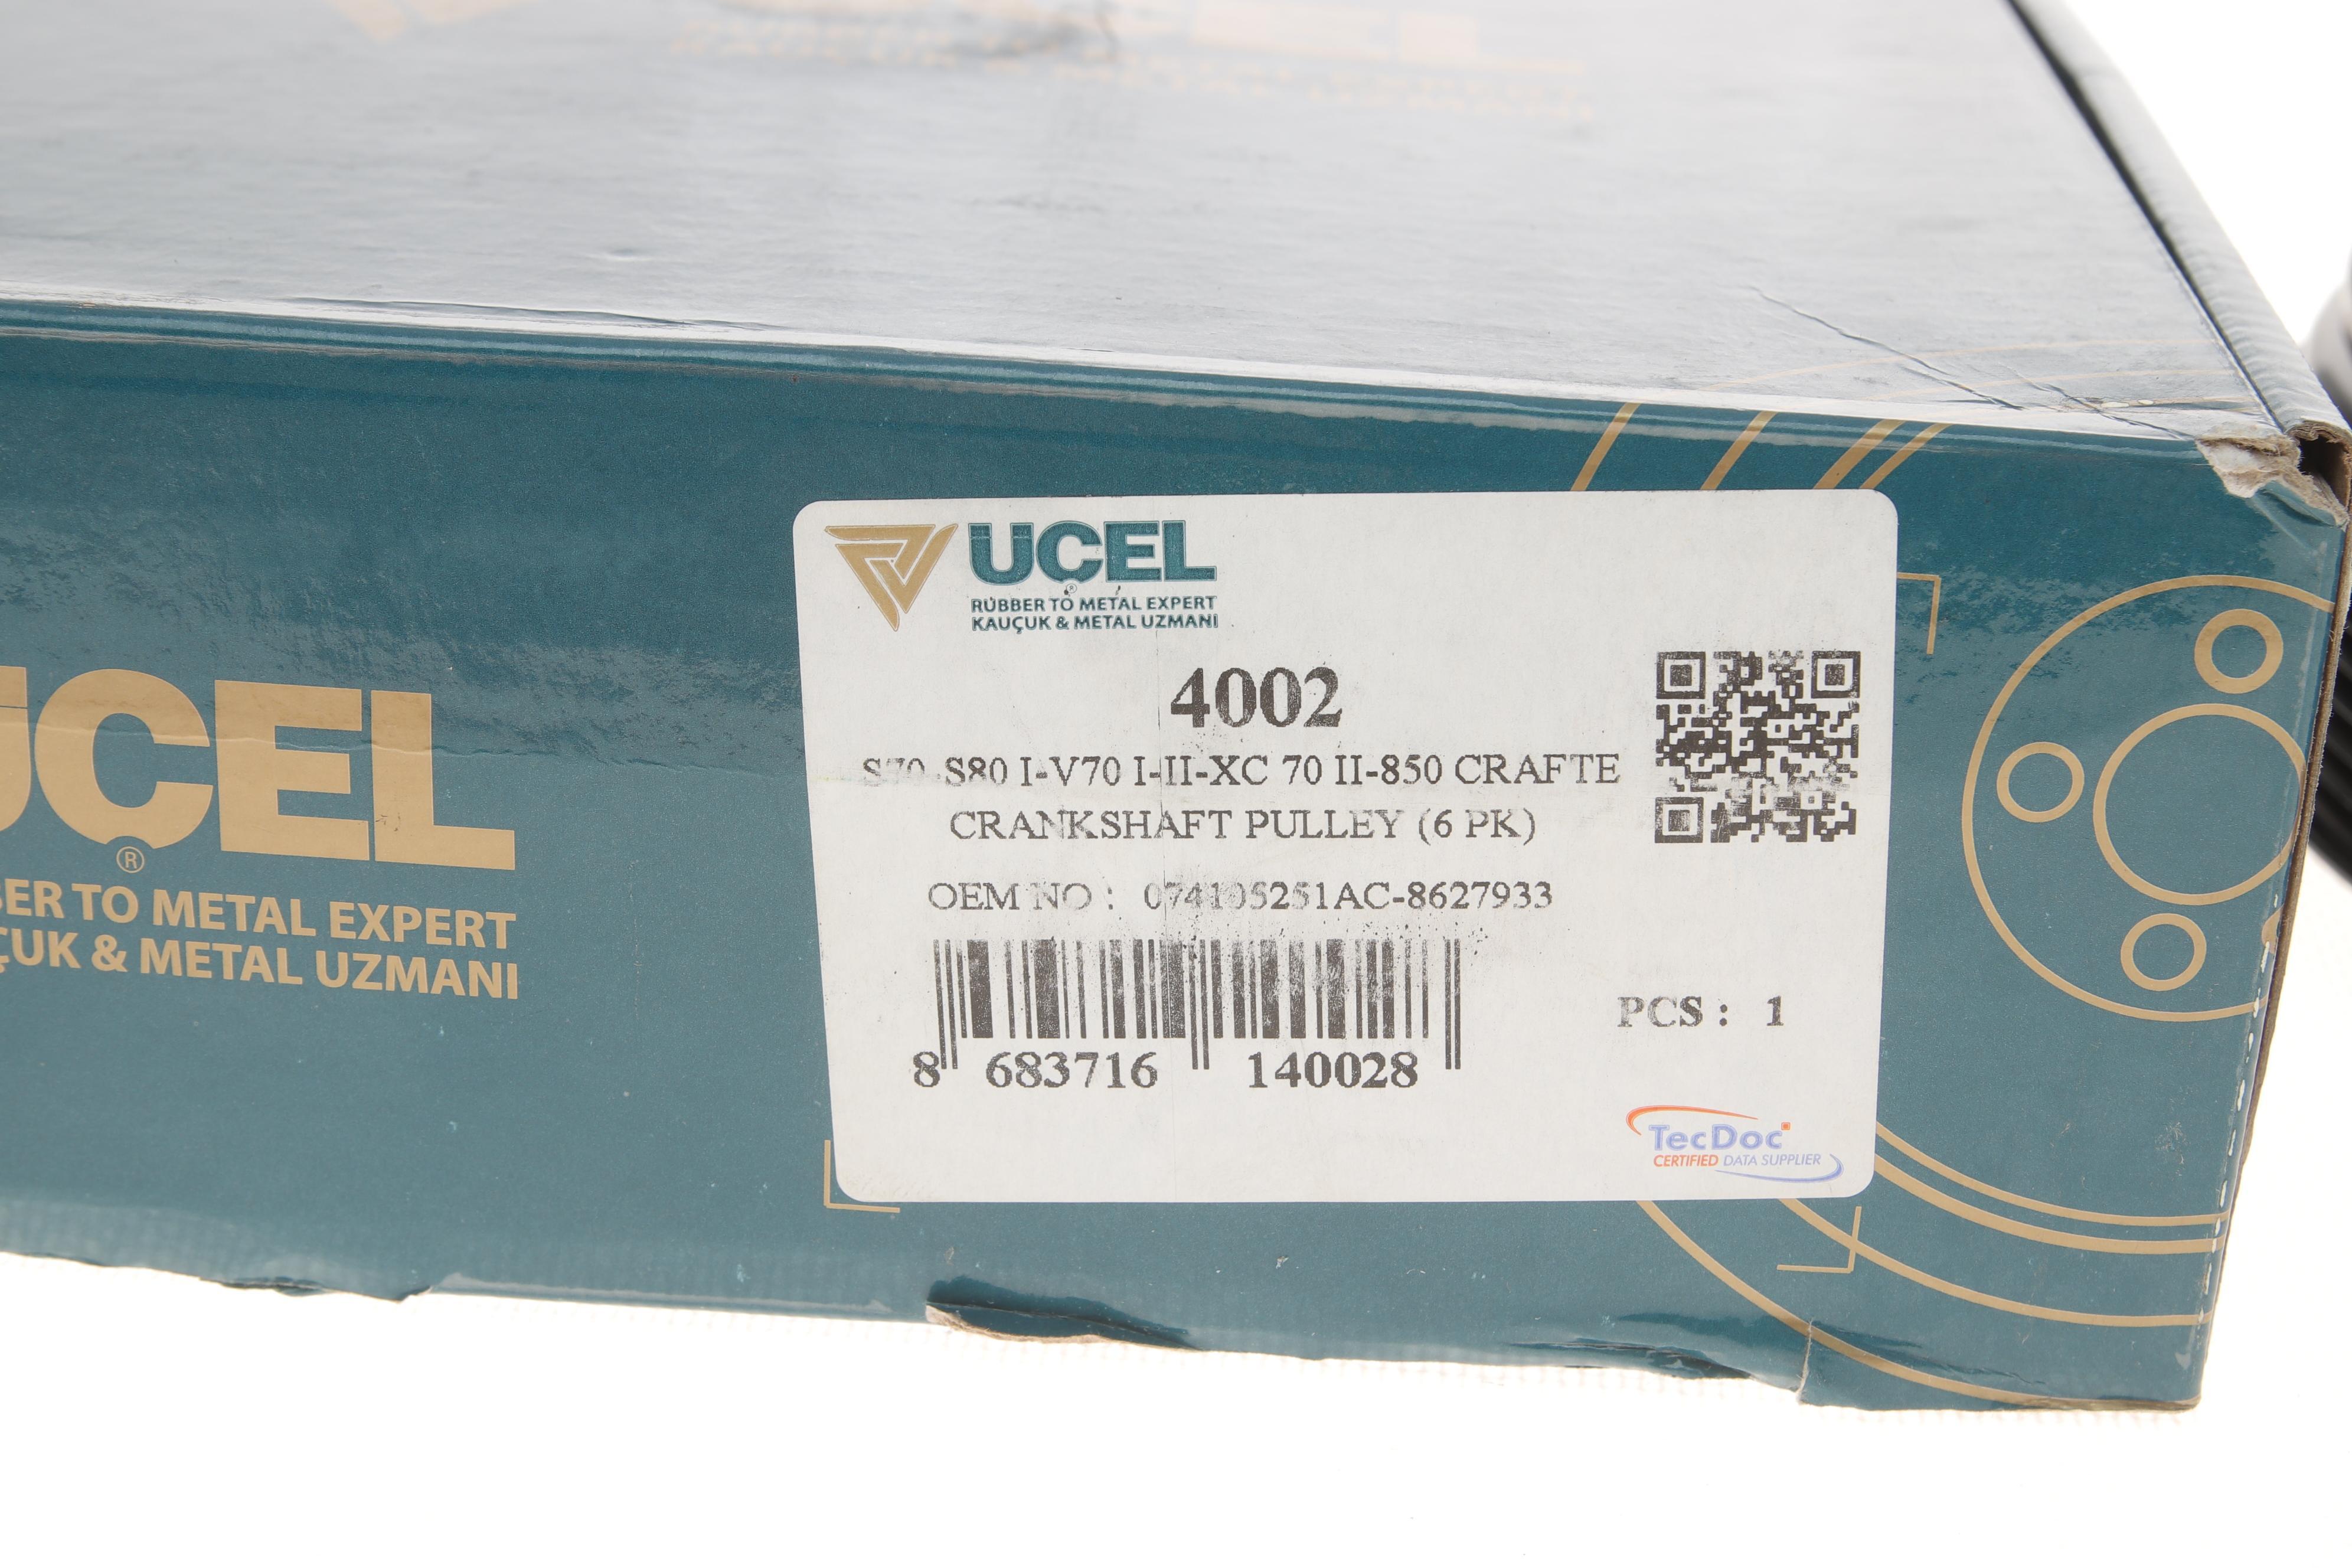 UÇEL
®
RUBBER TO METAL EXPERT
KAUÇUK & METAL UZMANI
4002
S70-S80 I-V70 I-II-XC 70 II-850 CRAFTE
CRANKSHAFT PULLEY (6 PK)
OEM NO : 074105251AC-8627933
8 683716 140028
PCS : 1
TecDoc
CERTIFIED DATA SUPPLIER
ÜÇEL
®
BER TO METAL EXPERT
ÇUK & METAL UZMANI